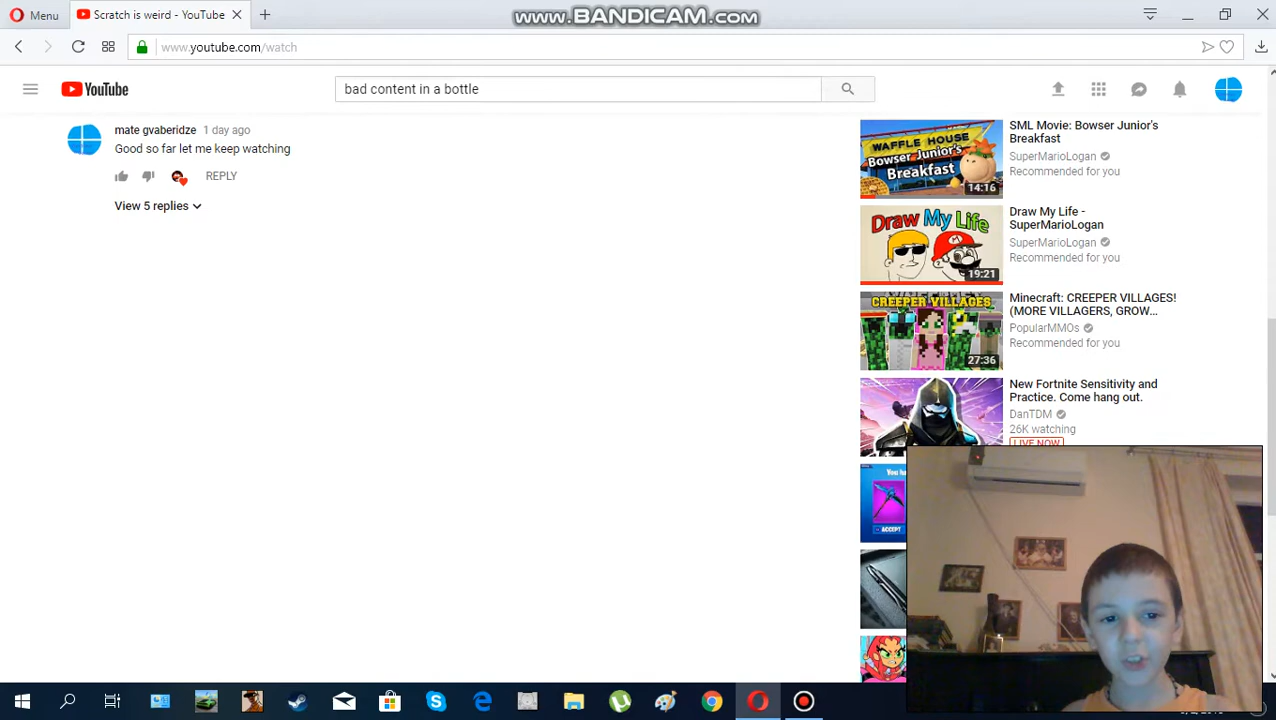 www.BANDICAM.com
Menu
Scratch is weird - YouTube
www.youtube.com/watch
YouTube
bad content in a bottle
mate gvaberidze 1 day ago
Good so far let me keep watching
REPLY
View 5 replies
WAFFLE HOUSE
Bowser Junior's
Breakfast
14:16
SML Movie: Bowser Junior's
Breakfast
SuperMarioLogan
Recommended for you
Draw My Life
19:21
Draw My Life -
SuperMarioLogan
SuperMarioLogan
Recommended for you
CREEPER VILLAGES
27:36
Minecraft: CREEPER VILLAGES!
(MORE VILLAGERS, GROW...
PopularMMOs
Recommended for you
New Fortnite Sensitivity and
Practice. Come hang out.
DanTDM
26K watching
LIVE NOW
ACCEPT